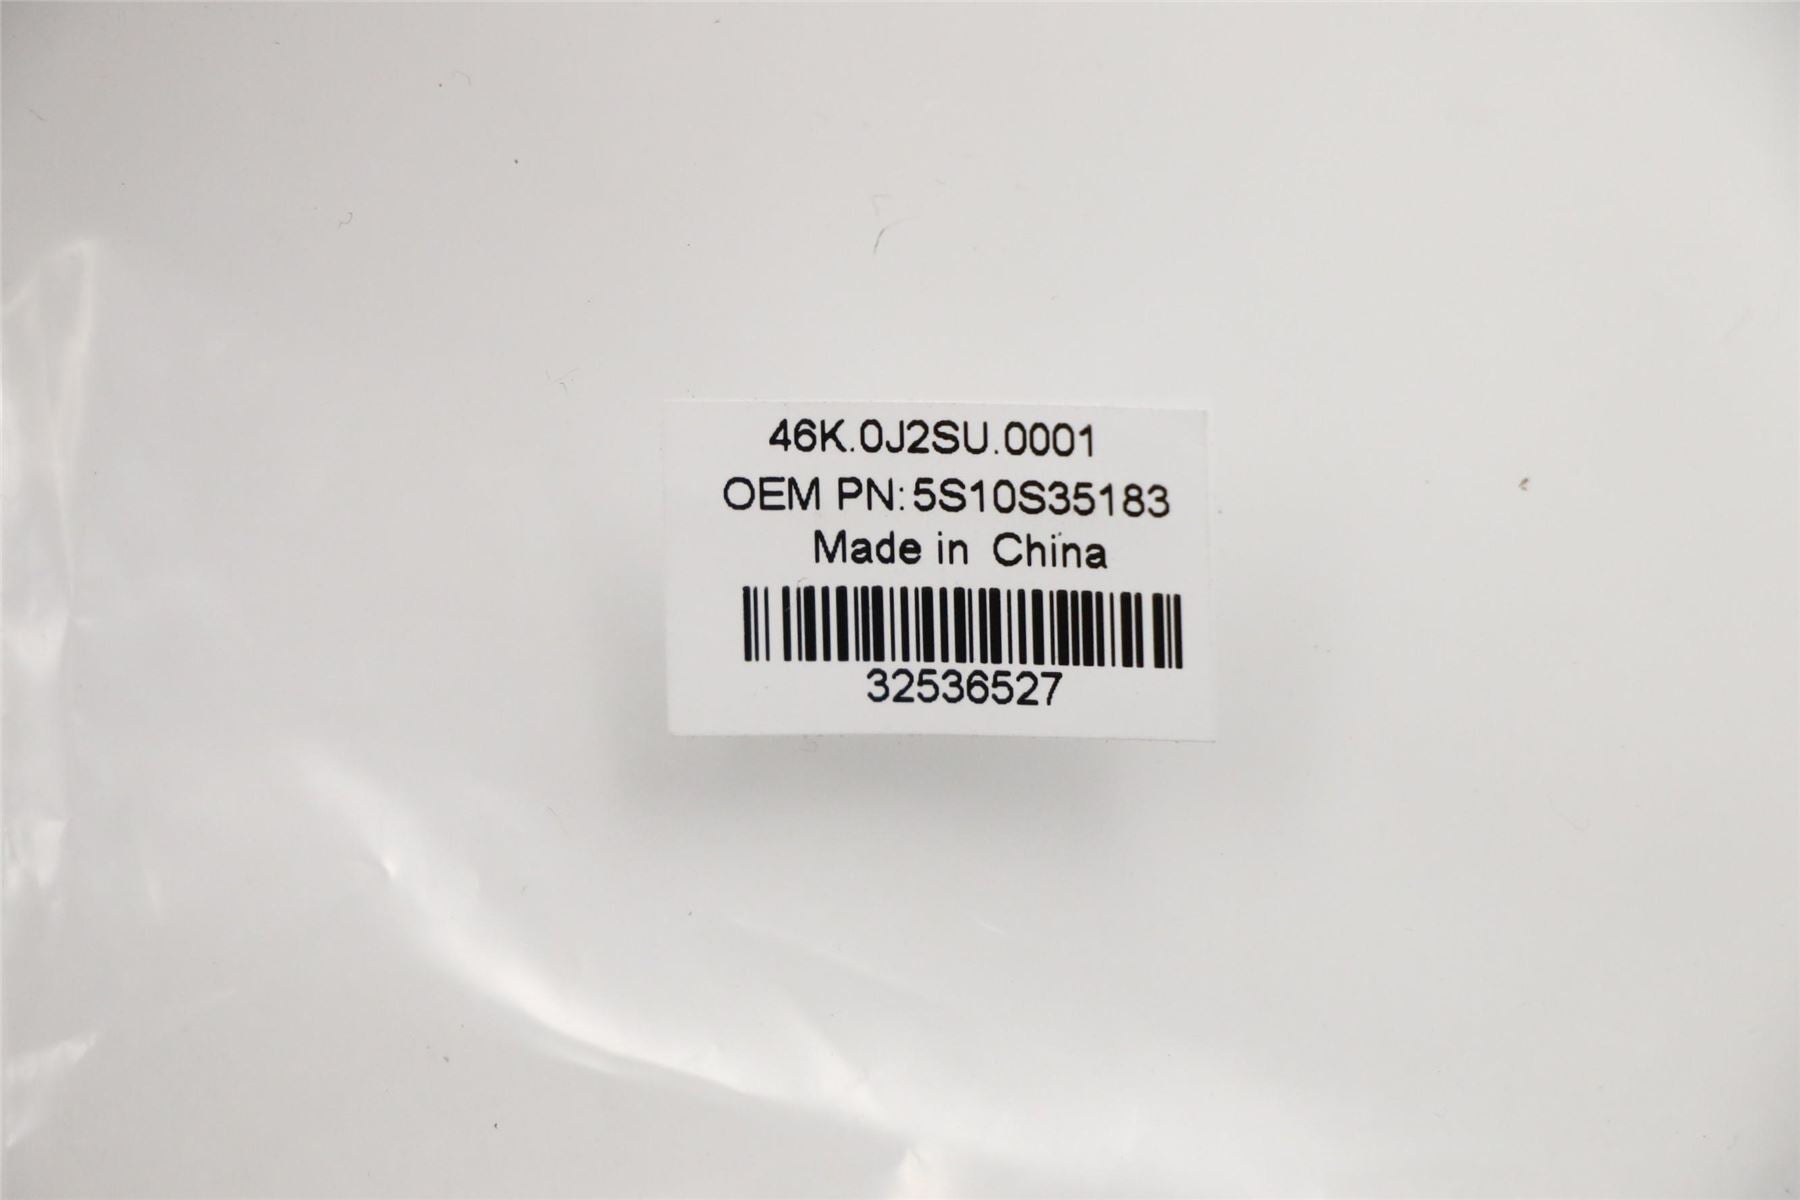 46K.0J2SU.0001
OEM PN:5S10S35183
Made in China
32536527